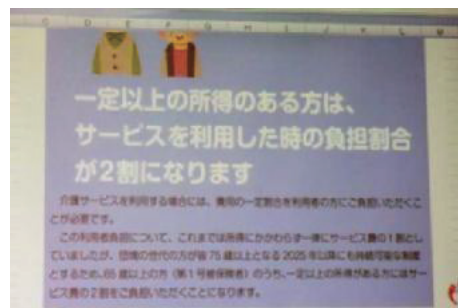 C D E F G H I J K L M
一定以上の所得のある方は、
サービスを利用した時の負担割合
が2割になります
介護サービスを利用する場合には、費用の一定割合を利用者の方にご負担いただくこ
とが必要です。
この利用者負担について、これまでは所得にかかわらず一律にサービス費の1割とし
ていましたが、団塊の世代の方が皆75歳以上となる2025年以降にも持続可能な制度
とするため、65歳以上の方（第1号被保険者）のうち、一定以上の所得がある方にはサー
ビス費の2割をご負担いただくことになります。